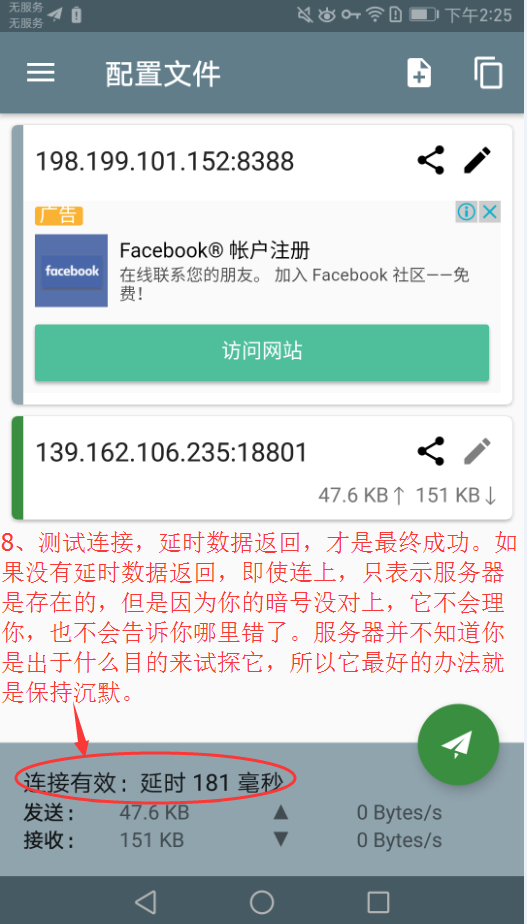 无服务
无服务
下午2:25
配置文件
198.199.101.152:8388
广告
Facebook® 帐户注册
facebook
在线联系您的朋友。 加入 Facebook 社区——免
费!
访问网站
139.162.106.235:18801
47.6 KB↑ 151 KB↓
8、测试连接，延时数据返回，才是最终成功。如
果没有延时数据返回，即使连上，只表示服务器
是存在的，但是因为你的暗号没对上，它不会理
你，也不会告诉你哪里错了。服务器并不知道你
是出于什么目的来试探它，所以它最好的办法就
是保持沉默。
连接有效：延时 181 毫秒
发送： 47.6 KB ▲ 0 Bytes/s
接收： 151 KB ▼ 0 Bytes/s